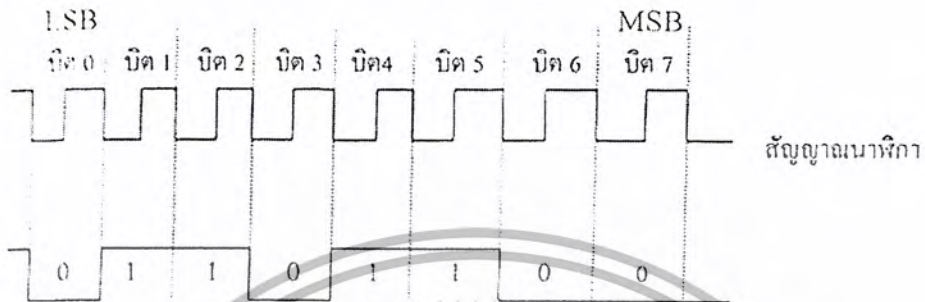 LSB MSB
บิต 0 บิต 1 บิต 2 บิต 3 บิต4 บิต 5 บิต 6 บิต 7
สัญญาณนาฬิกา
0 1 1 0 1 1 0 0